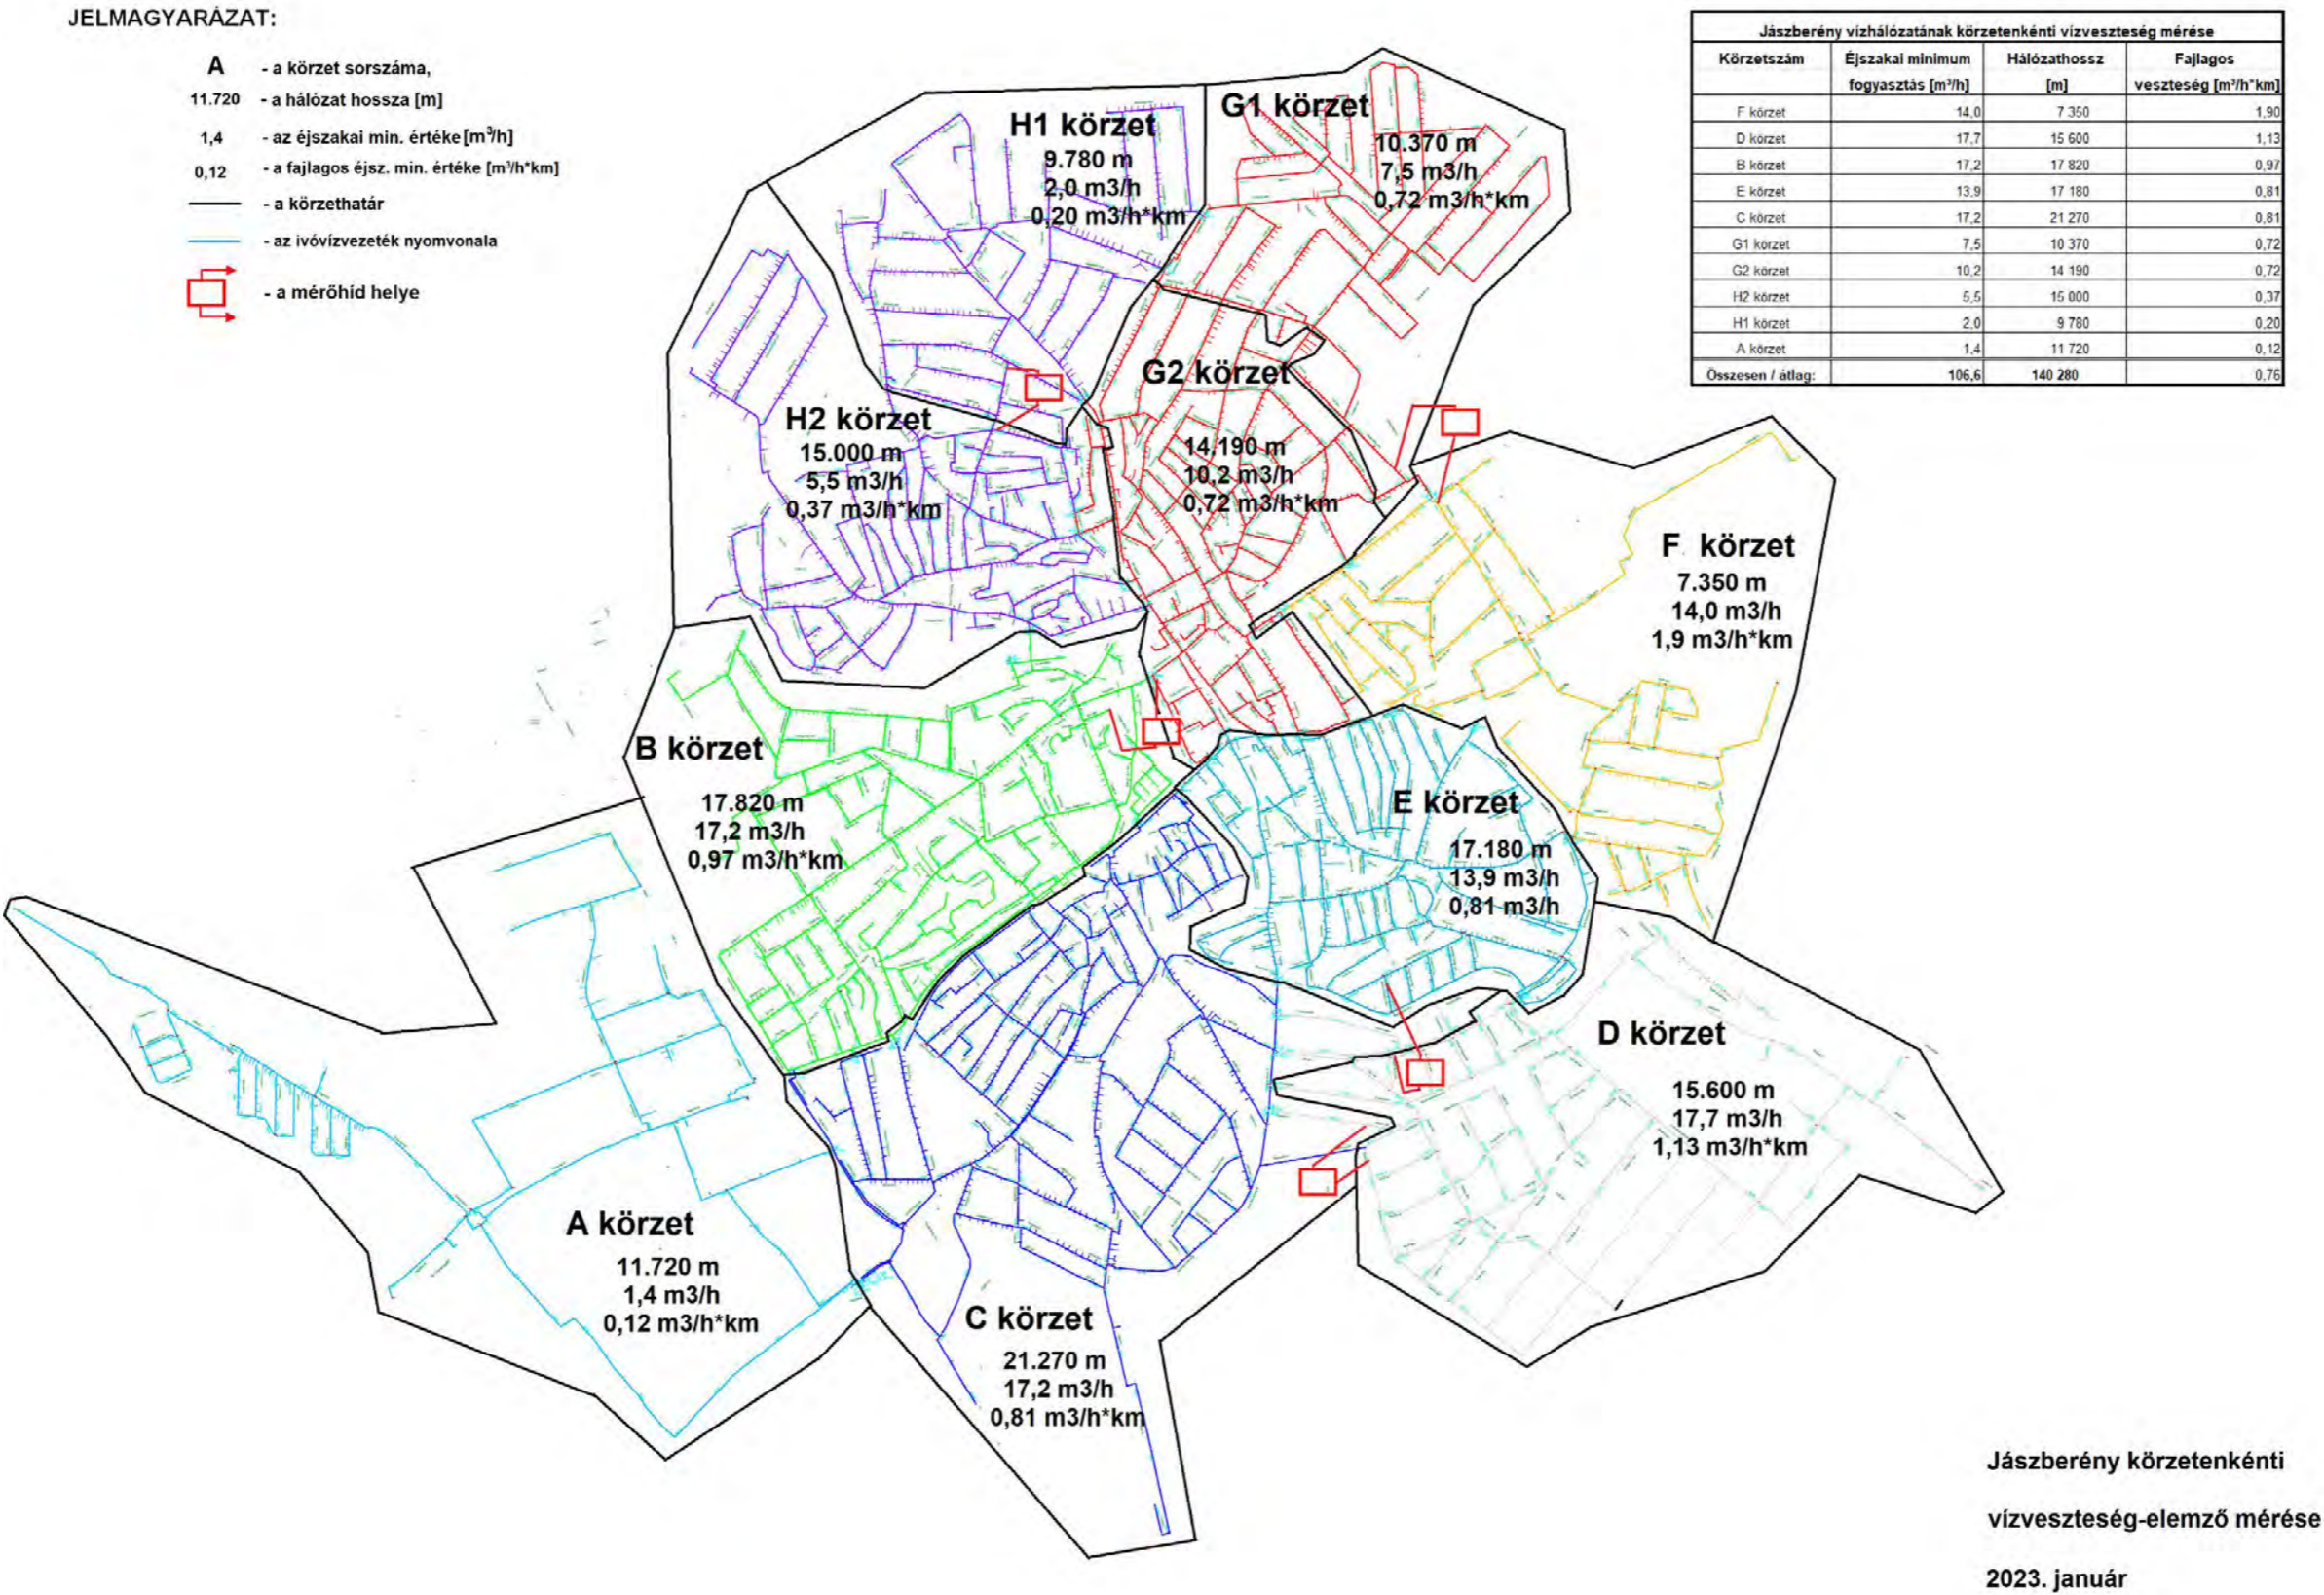 JELMAGYARÁZAT:
A - a körzet sorszáma,
11.720 - a hálózat hossza [m]
1,4 - az éjszakai min. értéke [m³/h]
0,12 - a fajlagos éjsz. min. értéke [m³/h*km]
- a körzethatár
- az ivóvízvezeték nyomvonala
- a mérőhíd helye
Jászberény vízhálózatának körzetenkénti vízveszteség mérése
Körzetszám Éjszakai minimum fogyasztás [m³/h] Hálózathossz [m] Fajlagos veszteség [m³/h*km]
F körzet 14,0 7 350 1,90
D körzet 17,7 15 600 1,13
B körzet 17,2 17 820 0,97
E körzet 13,9 17 180 0,81
C körzet 17,2 21 270 0,81
G1 körzet 7,5 10 370 0,72
G2 körzet 10,2 14 190 0,72
H2 körzet 5,5 15 000 0,37
H1 körzet 2,0 9 780 0,20
A körzet 1,4 11 720 0,12
Összesen / átlag: 106,6 140 280 0,76
H1 körzet
9.780 m
2,0 m3/h
0,20 m3/h*km
G1 körzet
10.370 m
7,5 m3/h
0,72 m3/h*km
G2 körzet
14.190 m
10,2 m3/h
0,72 m3/h*km
H2 körzet
15.000 m
5,5 m3/h
0,37 m3/h*km
F körzet
7.350 m
14,0 m3/h
1,9 m3/h*km
B körzet
17.820 m
17,2 m3/h
0,97 m3/h*km
E körzet
17.180 m
13,9 m3/h
0,81 m3/h
D körzet
15.600 m
17,7 m3/h
1,13 m3/h*km
A körzet
11.720 m
1,4 m3/h
0,12 m3/h*km
C körzet
21.270 m
17,2 m3/h
0,81 m3/h*km
Jászberény körzetenkénti
vízveszteség-elemző mérése
2023. január